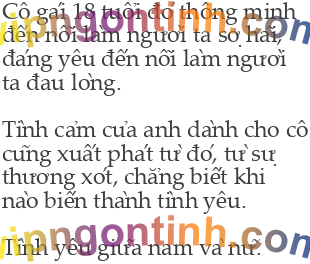 Cô gái 18 tuổi đó thông minh
đến nỗi làm người ta sợ hãi,
đáng yêu đến nỗi làm người
ta đau lòng.
Tình cảm của anh dành cho cô
cũng xuất phát từ đó, từ sự
thương xót, chẳng biết khi
nào biến thành tình yêu.
vipngontinh.com
Tình yêu giữa nam và nữ.
vipngontinh.com